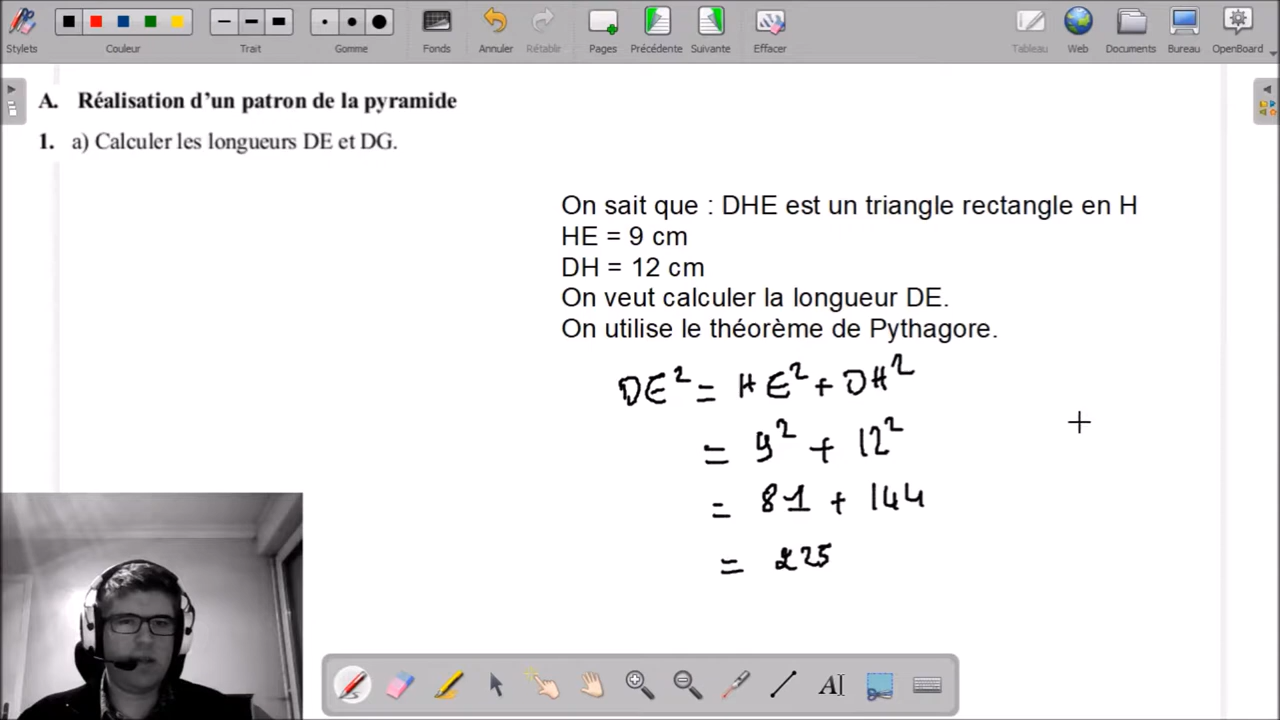 Stylets
Couleur
Trait
Gomme
Fonds
Annuler
Rétablir
Pages
Précédente
Suivante
Effacer
Tableau
Web
Documents
Bureau
OpenBoard
A. Réalisation d'un patron de la pyramide
1. a) Calculer les longueurs DE et DG.
On sait que : DHE est un triangle rectangle en H
HE = 9 cm
DH = 12 cm
On veut calculer la longueur DE.
On utilise le théorème de Pythagore.
DE² = HE² + DH²
= 9² + 12²
= 81 + 144
= 225